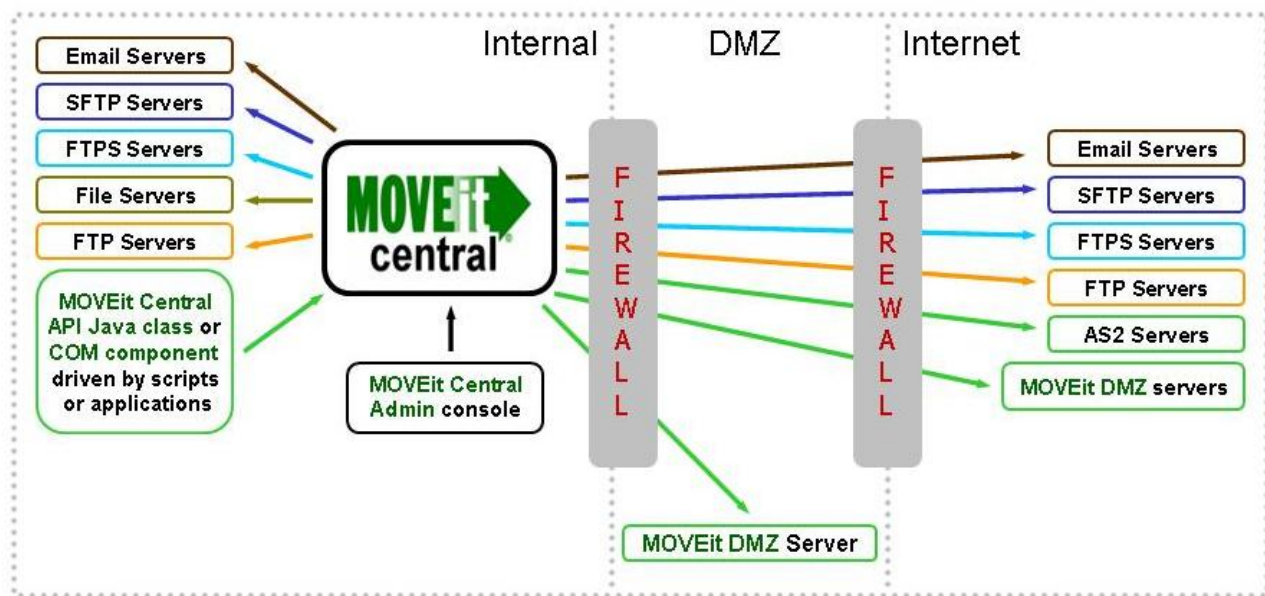 Internal
DMZ
Internet
Email Servers
SFTP Servers
FTPS Servers
File Servers
FTP Servers
MOVEit Central
API Java class or
COM component
driven by scripts
or applications
MOVEit
central
®
MOVEit Central
Admin console
FIREWALL
FIREWALL
Email Servers
SFTP Servers
FTPS Servers
FTP Servers
AS2 Servers
MOVEit DMZ servers
MOVEit DMZ Server